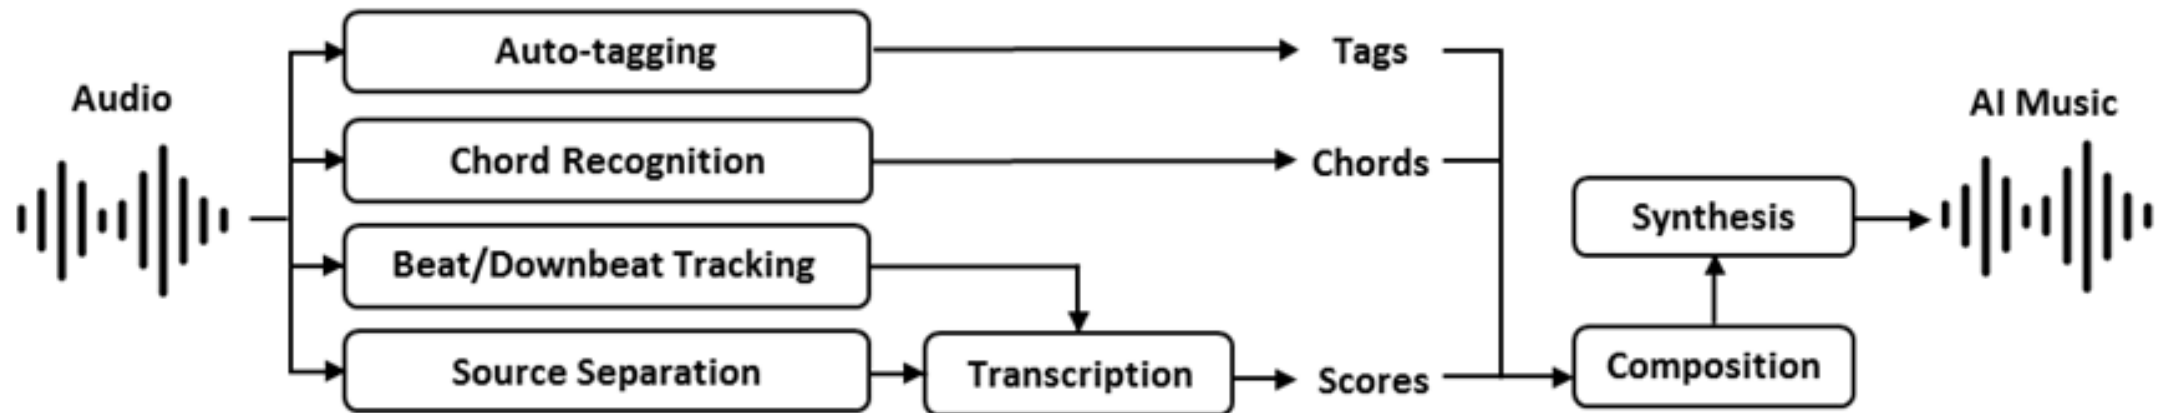 Audio
Auto-tagging
Chord Recognition
Beat/Downbeat Tracking
Source Separation
Transcription
Tags
Chords
Scores
Composition
Synthesis
AI Music